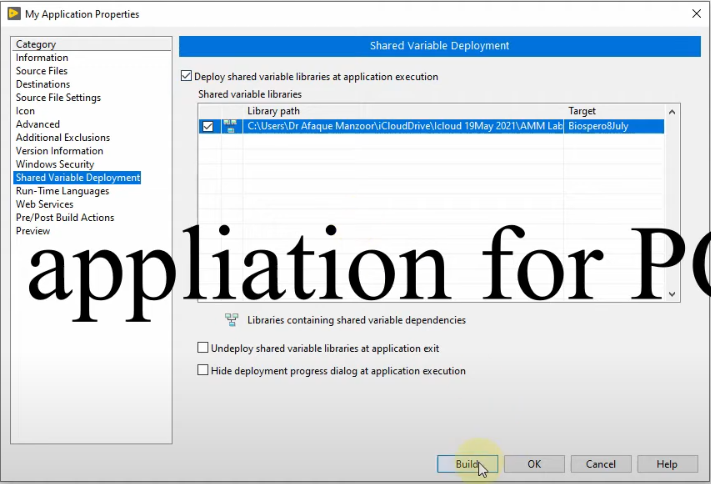 My Application Properties
Category
Information
Source Files
Destinations
Source File Settings
Icon
Advanced
Additional Exclusions
Version Information
Windows Security
Shared Variable Deployment
Run-Time Languages
Web Services
Pre/Post Build Actions
Preview
Shared Variable Deployment
Deploy shared variable libraries at application execution
Shared variable libraries
Library path Target
C:\Users\Dr Afaque Manzoor\iCloudDrive\Icloud 19May 2021\AMM Lab Biospero8July
appliation for PC
Libraries containing shared variable dependencies
Undeploy shared variable libraries at application exit
Hide deployment progress dialog at application execution
Build OK Cancel Help